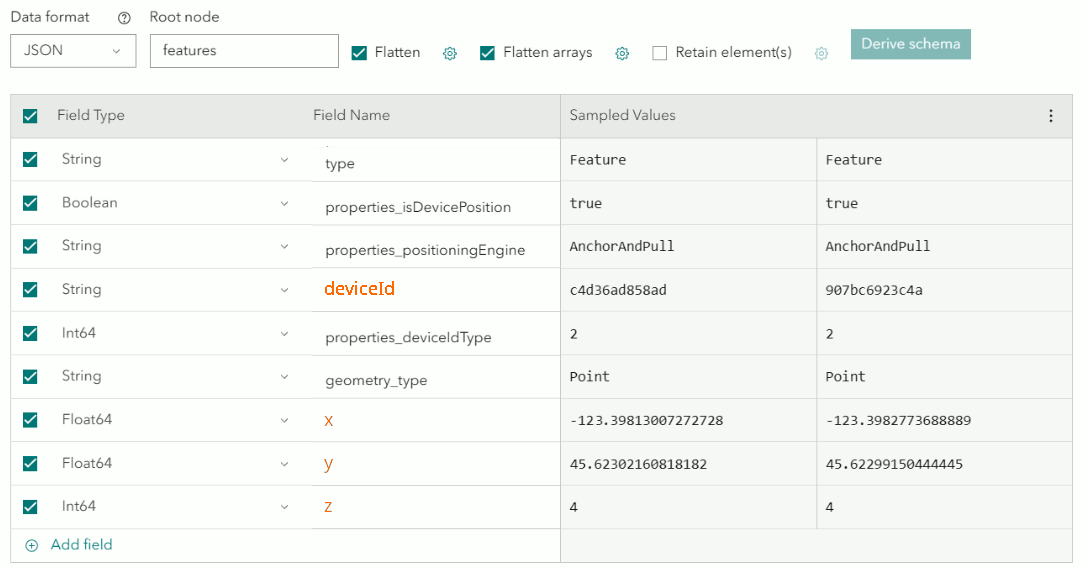 Data format Root node
JSON features Flatten Flatten arrays Retain element(s) Derive schema
Field Type Field Name Sampled Values
String type Feature Feature
Boolean properties_isDevicePosition true true
String properties_positioningEngine AnchorAndPull AnchorAndPull
String deviceId c4d36ad858ad 907bc6923c4a
Int64 properties_deviceIdType 2 2
String geometry_type Point Point
Float64 x -123.39813007272728 -123.3982773688889
Float64 y 45.62302160818182 45.62299150444445
Int64 z 4 4
Add field